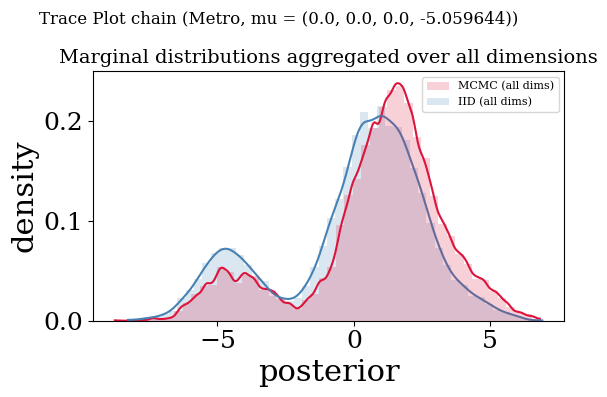 Trace Plot chain (Metro, mu = (0.0, 0.0, 0.0, -5.059644))
Marginal distributions aggregated over all dimensions
MCMC (all dims)
IID (all dims)
density
0.2
0.1
0.0
−5
0
5
posterior